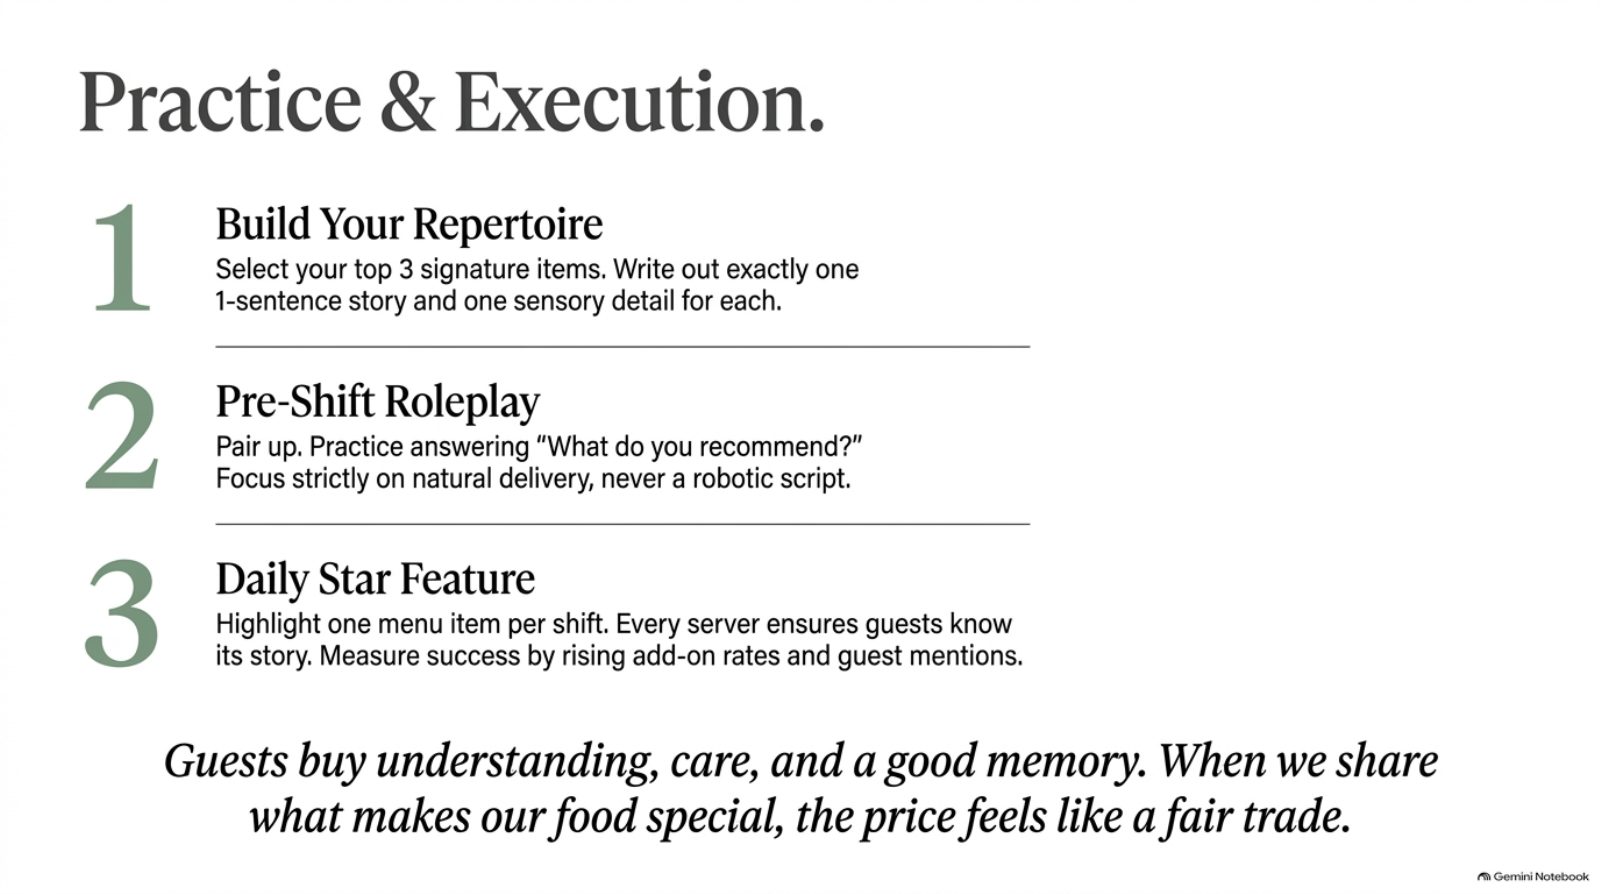 Practice & Execution.
1
Build Your Repertoire
Select your top 3 signature items. Write out exactly one
1-sentence story and one sensory detail for each.
2
Pre-Shift Roleplay
Pair up. Practice answering “What do you recommend?”
Focus strictly on natural delivery, never a robotic script.
3
Daily Star Feature
Highlight one menu item per shift. Every server ensures guests know
its story. Measure success by rising add-on rates and guest mentions.
Guests buy understanding, care, and a good memory. When we share
what makes our food special, the price feels like a fair trade.
Gemini Notebook